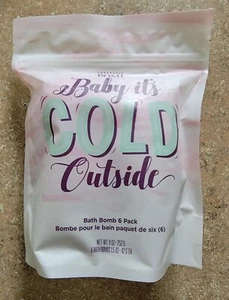 Baby it's
COLD
Outside
Bath Bomb 6 Pack
Bombe pour le bain paquet de six (6)